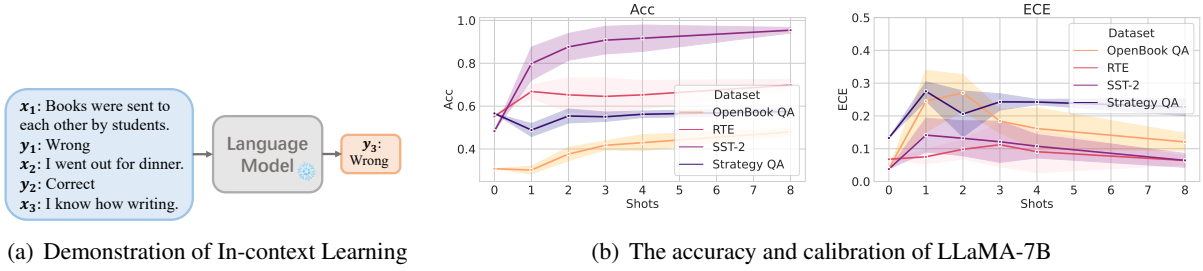 x1: Books were sent to
each other by students.
y1: Wrong
x2: I went out for dinner.
y2: Correct
x3: I know how writing.
Language
Model
y3:
Wrong
(a) Demonstration of In-context Learning
Acc
1.0
0.8
0.6
0.4
Acc
0 1 2 3 4 5 6 7 8
Shots
Dataset
OpenBook QA
RTE
SST-2
Strategy QA
ECE
0.5
0.4
0.3
0.2
0.1
0.0
ECE
0 1 2 3 4 5 6 7 8
Shots
Dataset
OpenBook QA
RTE
SST-2
Strategy QA
(b) The accuracy and calibration of LLaMA-7B